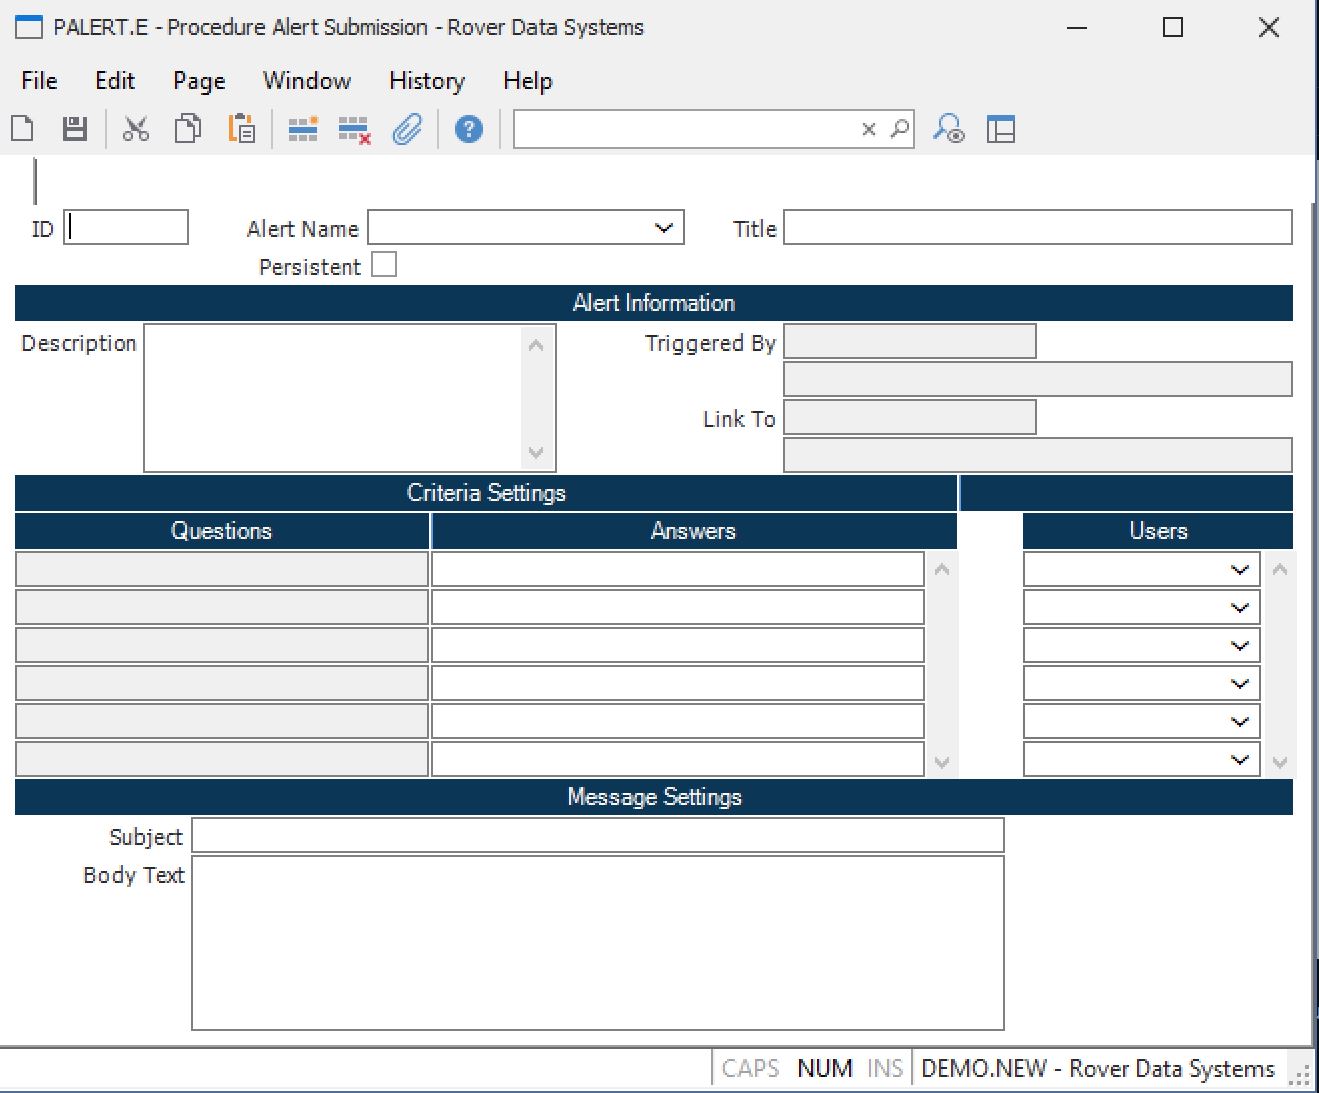 PALERT.E - Procedure Alert Submission - Rover Data Systems
File Edit Page Window History Help
ID Alert Name Title
Persistent
Alert Information
Description Triggered By
Link To
Criteria Settings
Questions Answers Users
Message Settings
Subject
Body Text
CAPS NUM INS DEMO.NEW - Rover Data Systems